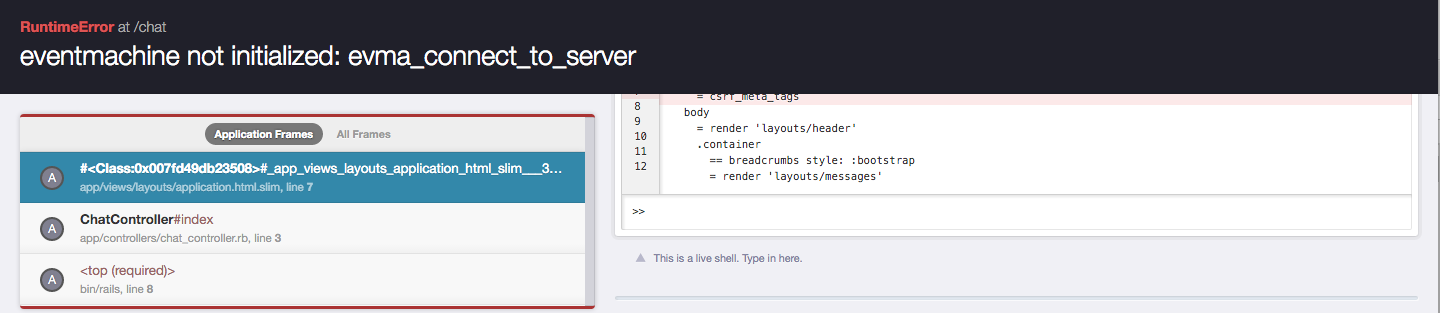 RuntimeError at /chat
eventmachine not initialized: evma_connect_to_server
Application Frames All Frames
A
#<Class:0x007fd49db23508>#_app_views_layouts_application_html_slim___3...
app/views/layouts/application.html.slim, line 7
A
ChatController#index
app/controllers/chat_controller.rb, line 3
A
<top (required)>
bin/rails, line 8
= csrf_meta_tags
8 body
9 = render 'layouts/header'
10 .container
11 == breadcrumbs style: :bootstrap
12 = render 'layouts/messages'
>>
This is a live shell. Type in here.